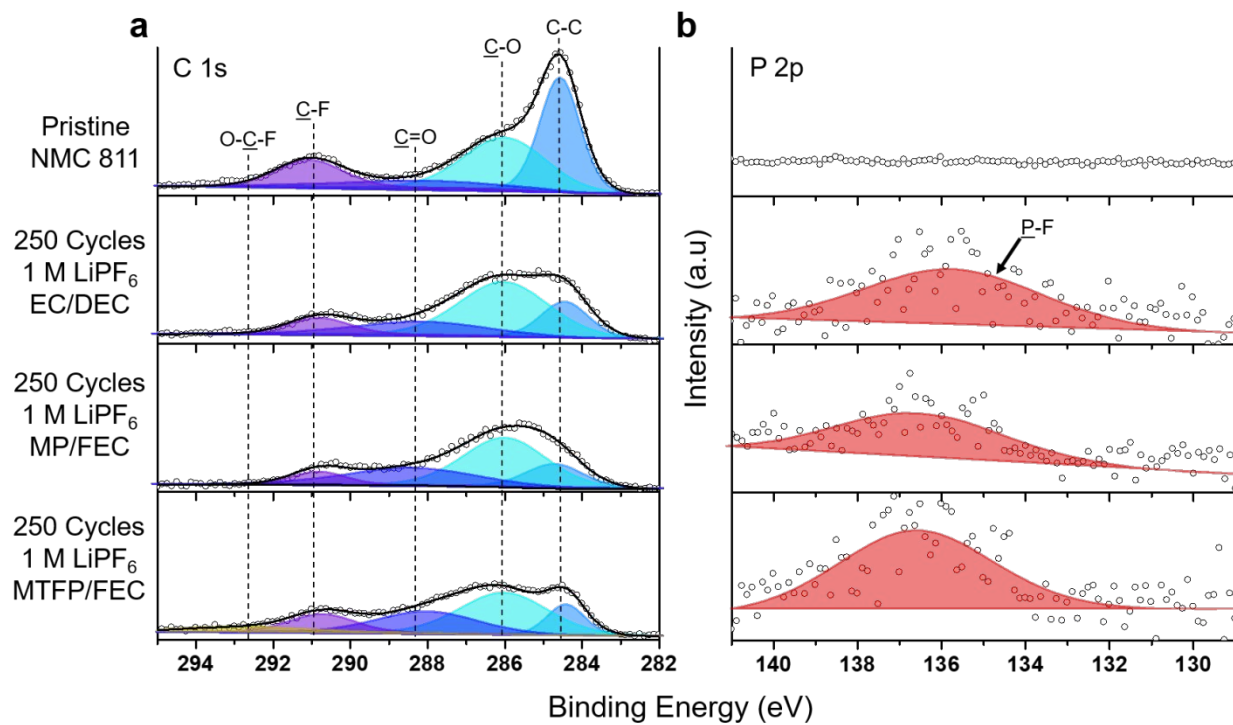 a
b
C 1s
O-C-F
C-F
C=O
C-O
C-C
P 2p
Pristine
NMC 811
250 Cycles
1 M LiPF6
EC/DEC
P-F
250 Cycles
1 M LiPF6
MP/FEC
250 Cycles
1 M LiPF6
MTFP/FEC
Intensity (a.u)
294 292 290 288 286 284 282
140 138 136 134 132 130
Binding Energy (eV)